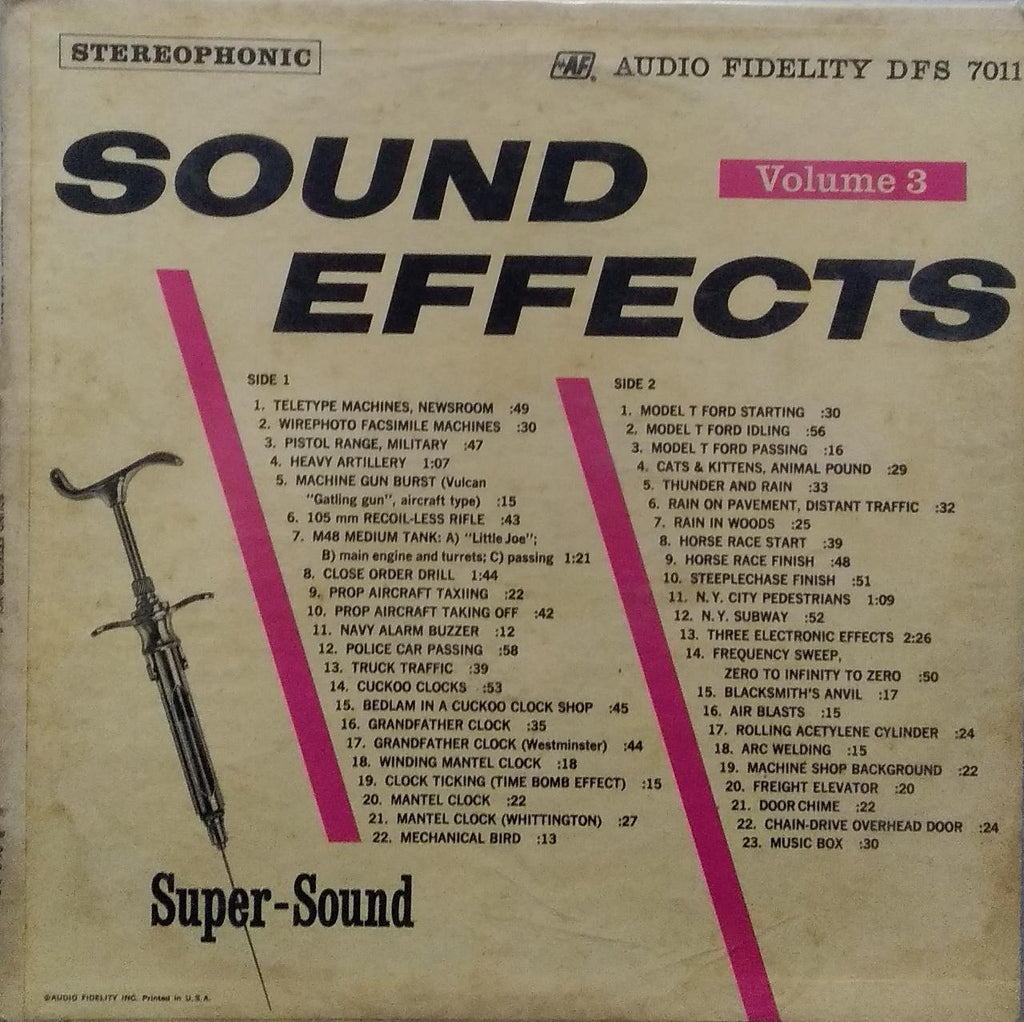 STEREOPHONIC
AF AUDIO FIDELITY DFS 7011
SOUND
Volume 3
EFFECTS
SIDE 1
1. TELETYPE MACHINES, NEWSROOM :49
2. WIREPHOTO FACSIMILE MACHINES :30
3. PISTOL RANGE, MILITARY :47
4. HEAVY ARTILLERY 1:07
5. MACHINE GUN BURST (Vulcan
"Gatling gun", aircraft type) :15
6. 105 mm RECOIL-LESS RIFLE :43
7. M48 MEDIUM TANK: A) "Little Joe";
B) main engine and turrets; C) passing 1:21
8. CLOSE ORDER DRILL 1:44
9. PROP AIRCRAFT TAXIING :22
10. PROP AIRCRAFT TAKING OFF :42
11. NAVY ALARM BUZZER :12
12. POLICE CAR PASSING :58
13. TRUCK TRAFFIC :39
14. CUCKOO CLOCKS :53
15. BEDLAM IN A CUCKOO CLOCK SHOP :45
16. GRANDFATHER CLOCK :35
17. GRANDFATHER CLOCK (Westminster) :44
18. WINDING MANTEL CLOCK :18
19. CLOCK TICKING (TIME BOMB EFFECT) :15
20. MANTEL CLOCK :22
21. MANTEL CLOCK (WHITTINGTON) :27
22. MECHANICAL BIRD :13
SIDE 2
1. MODEL T FORD STARTING :30
2. MODEL T FORD IDLING :56
3. MODEL T FORD PASSING :16
4. CATS & KITTENS, ANIMAL POUND :29
5. THUNDER AND RAIN :33
6. RAIN ON PAVEMENT, DISTANT TRAFFIC :32
7. RAIN IN WOODS :25
8. HORSE RACE START :39
9. HORSE RACE FINISH :48
10. STEEPLECHASE FINISH :51
11. N.Y. CITY PEDESTRIANS 1:09
12. N.Y. SUBWAY :52
13. THREE ELECTRONIC EFFECTS 2:26
14. FREQUENCY SWEEP,
ZERO TO INFINITY TO ZERO :50
15. BLACKSMITH'S ANVIL :17
16. AIR BLASTS :15
17. ROLLING ACETYLENE CYLINDER :24
18. ARC WELDING :15
19. MACHINE SHOP BACKGROUND :22
20. FREIGHT ELEVATOR :20
21. DOOR CHIME :22
22. CHAIN-DRIVE OVERHEAD DOOR :24
23. MUSIC BOX :30
Super-Sound
©AUDIO FIDELITY INC. Printed in U.S.A.